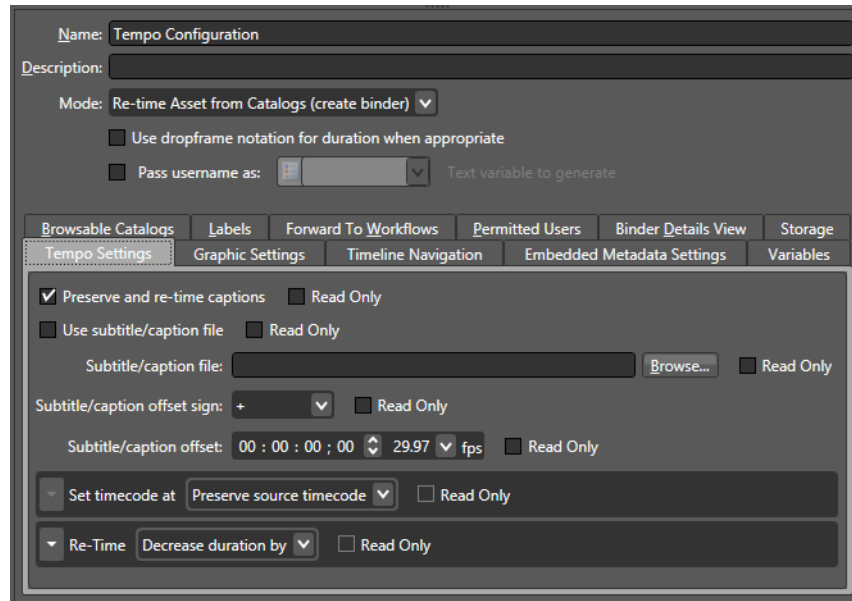 Name: Tempo Configuration
Description:
Mode: Re-time Asset from Catalogs (create binder)
Use dropframe notation for duration when appropriate
Pass username as: Text variable to generate
Browsable Catalogs Labels Forward To Workflows Permitted Users Binder Details View Storage
Tempo Settings Graphic Settings Timeline Navigation Embedded Metadata Settings Variables
Preserve and re-time captions Read Only
Use subtitle/caption file Read Only
Subtitle/caption file: Browse... Read Only
Subtitle/caption offset sign: + Read Only
Subtitle/caption offset: 00 : 00 : 00 ; 00 29.97 fps Read Only
Set timecode at Preserve source timecode Read Only
Re-Time Decrease duration by Read Only